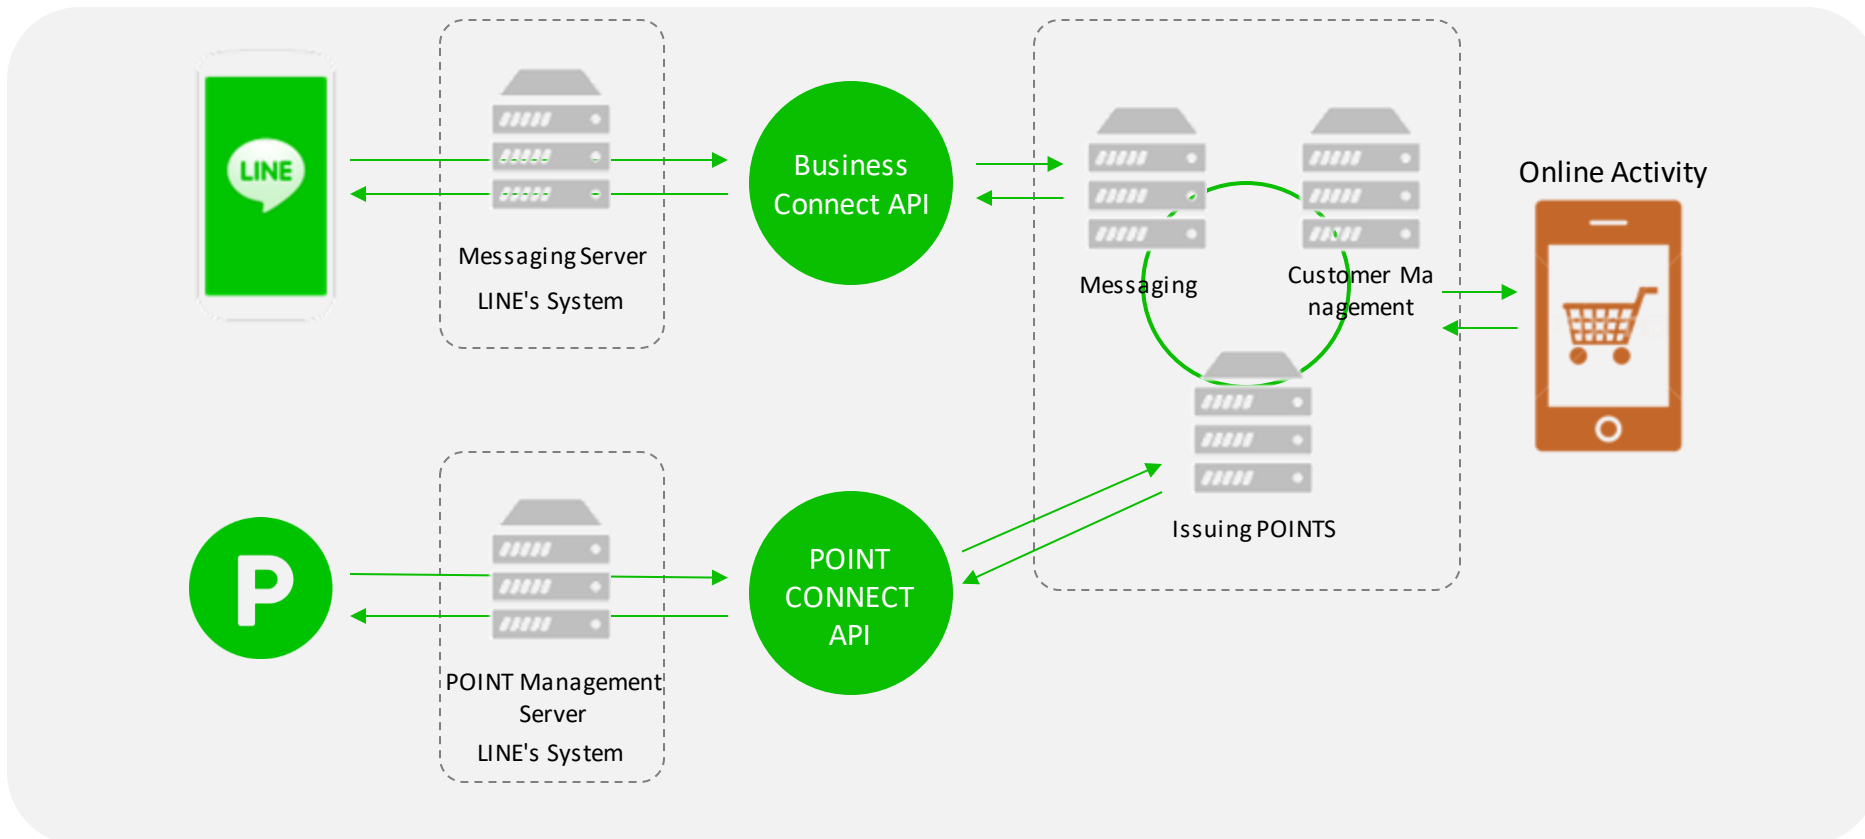 LINE
Messaging Server
LINE's System
Business
Connect API
Messaging
Customer Ma
nagement
Online Activity
Issuing POINTS
P
POINT Management
Server
LINE's System
POINT
CONNECT
API